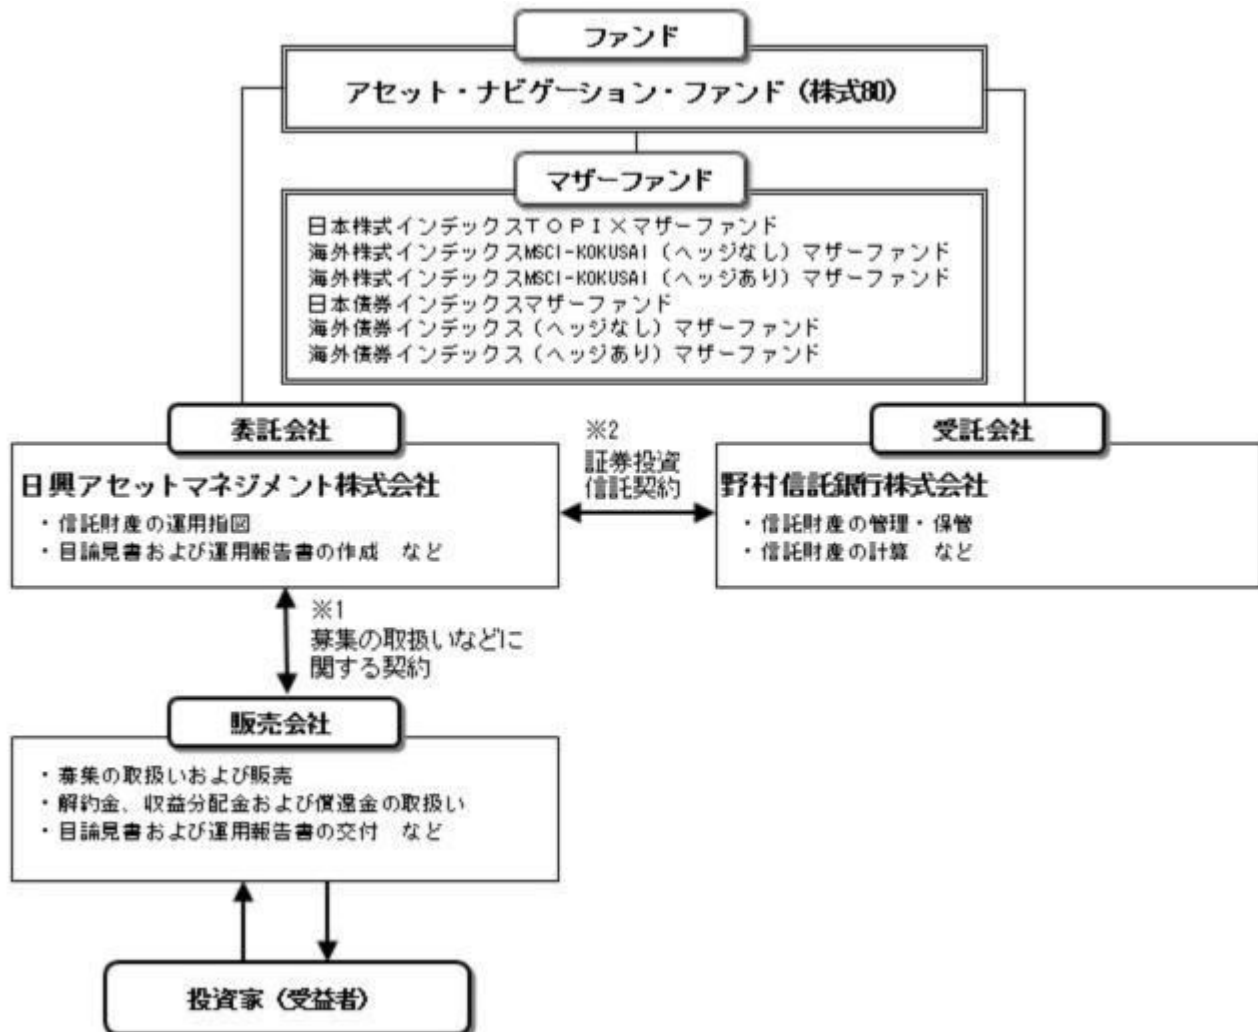 ファンド
アセット・ナビゲーション・ファンド（株式80）
マザーファンド
日本株式インデックスＴＯＰＩＸマザーファンド
海外株式インデックスMSCI-KOKUSAI（ヘッジなし）マザーファンド
海外株式インデックスMSCI-KOKUSAI（ヘッジあり）マザーファンド
日本債券インデックスマザーファンド
海外債券インデックス（ヘッジなし）マザーファンド
海外債券インデックス（ヘッジあり）マザーファンド
委託会社
日興アセットマネジメント株式会社
・信託財産の運用指図
・目論見書および運用報告書の作成　など
※2
証券投資
信託契約
受託会社
野村信託銀行株式会社
・信託財産の管理・保管
・信託財産の計算　など
※1
募集の取扱いなどに
関する契約
販売会社
・募集の取扱いおよび販売
・解約金、収益分配金および償還金の取扱い
・目論見書および運用報告書の交付　など
投資家（受益者）